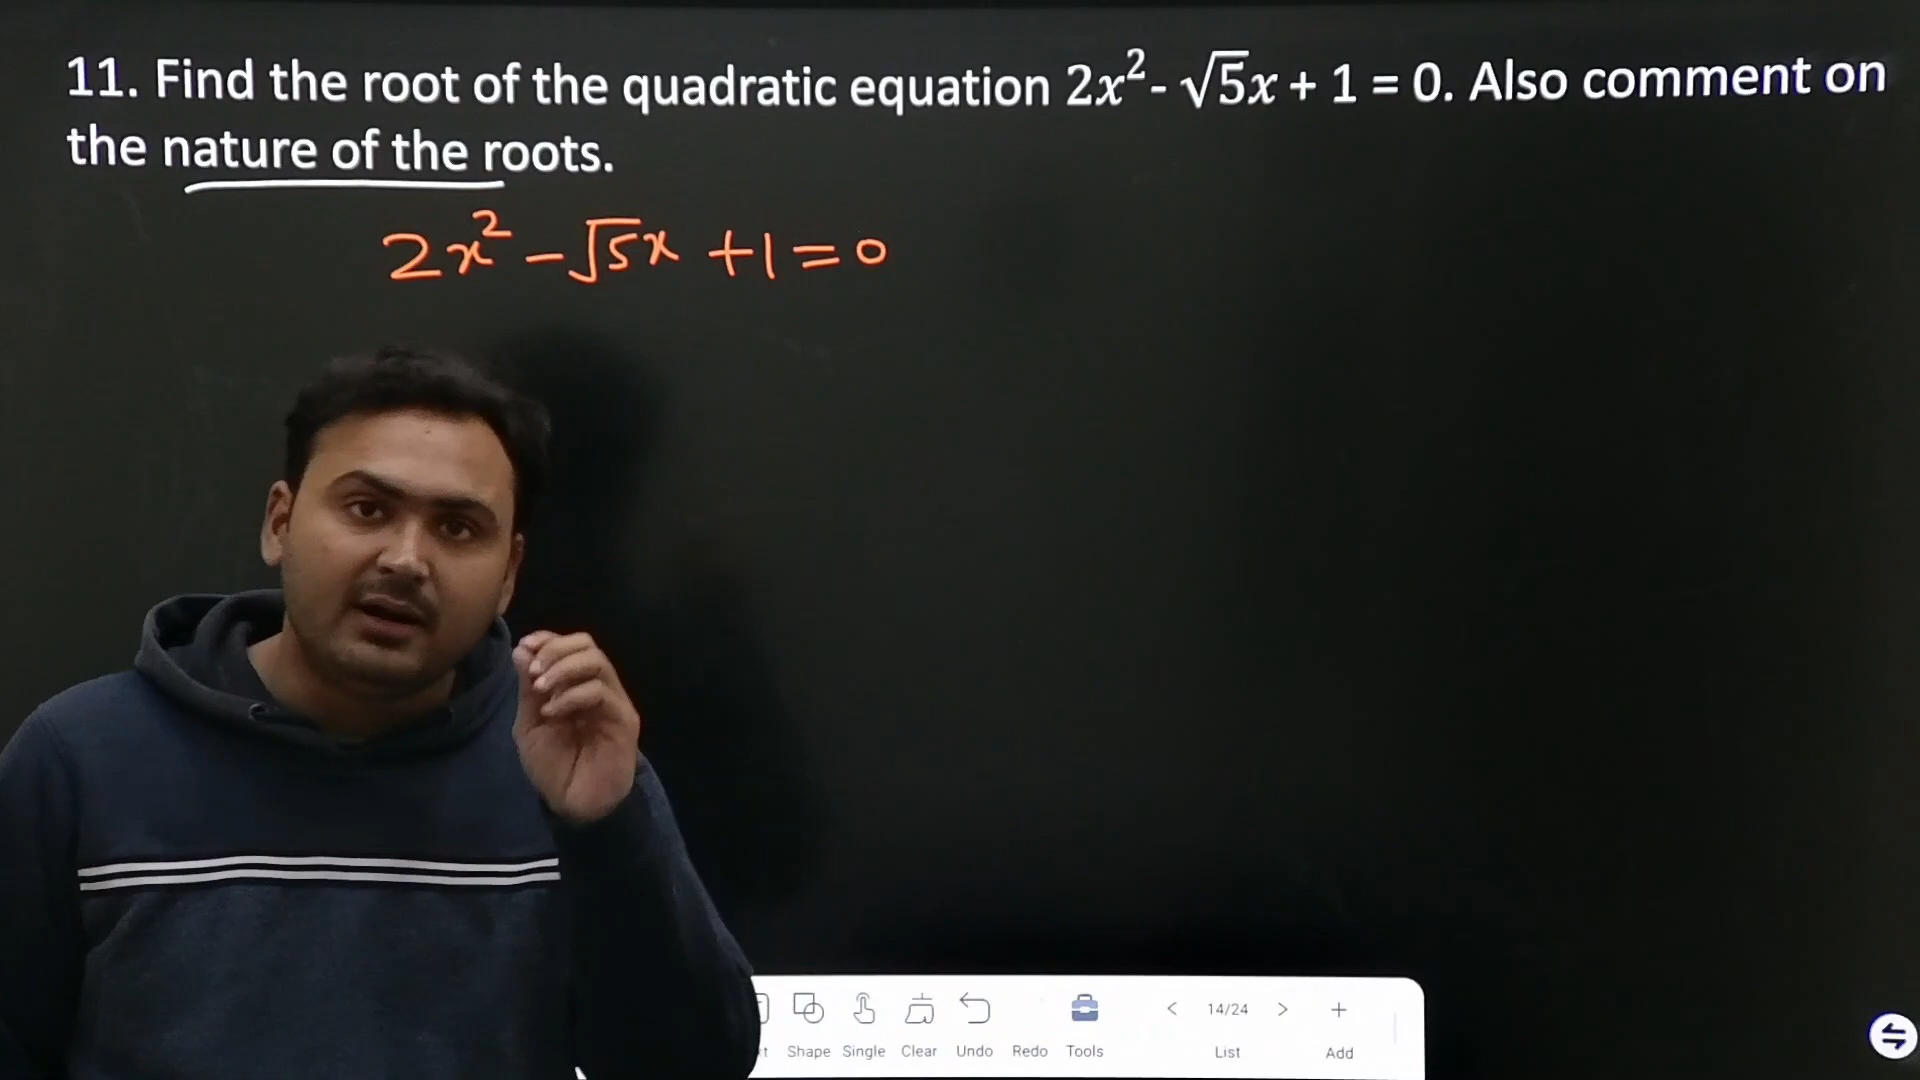 11. Find the root of the quadratic equation 2x² - √5x + 1 = 0. Also comment on
the nature of the roots.
2x² - √5x + 1 = 0
Shape Single Clear Undo Redo Tools
14/24
List
Add